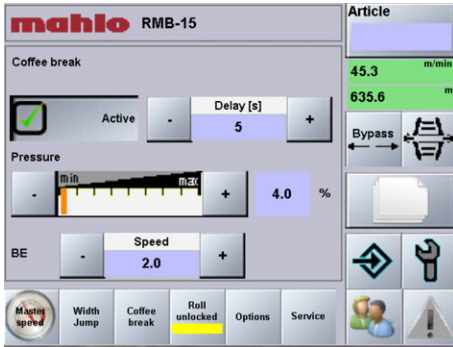 mahlo RMB-15
Article
Coffee break
45.3 m/min
635.6 m
Active
-
Delay [s]
5
+
Bypass
Pressure
-
min max
+
4.0 %
BE
-
Speed
2.0
+
Master
speed
Width
Jump
Coffee
break
Roll
unlocked
Options
Service